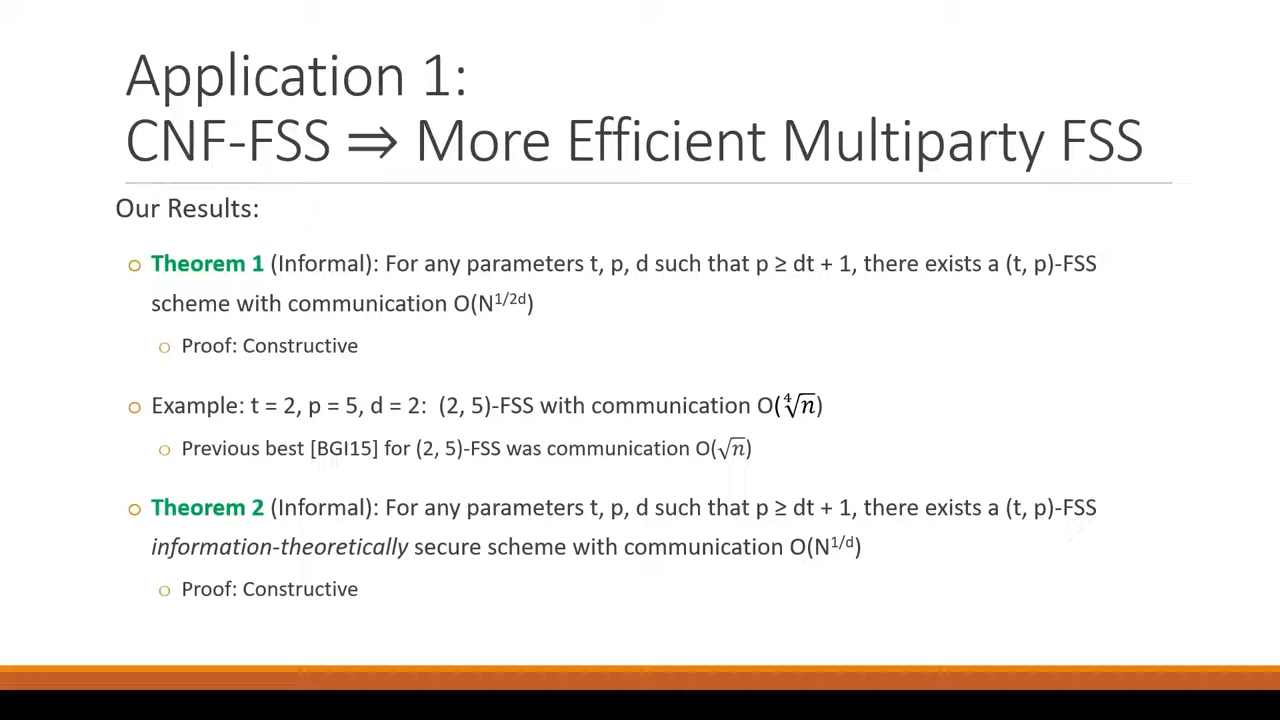 Application 1:
CNF-FSS ⇒ More Efficient Multiparty FSS
Our Results:
o Theorem 1 (Informal): For any parameters t, p, d such that p ≥ dt + 1, there exists a (t, p)-FSS
scheme with communication O(N^{1/2d})
o Proof: Constructive
o Example: t = 2, p = 5, d = 2: (2, 5)-FSS with communication O(∜n)
o Previous best [BGI15] for (2, 5)-FSS was communication O(√n)
o Theorem 2 (Informal): For any parameters t, p, d such that p ≥ dt + 1, there exists a (t, p)-FSS
information-theoretically secure scheme with communication O(N^{1/d})
o Proof: Constructive